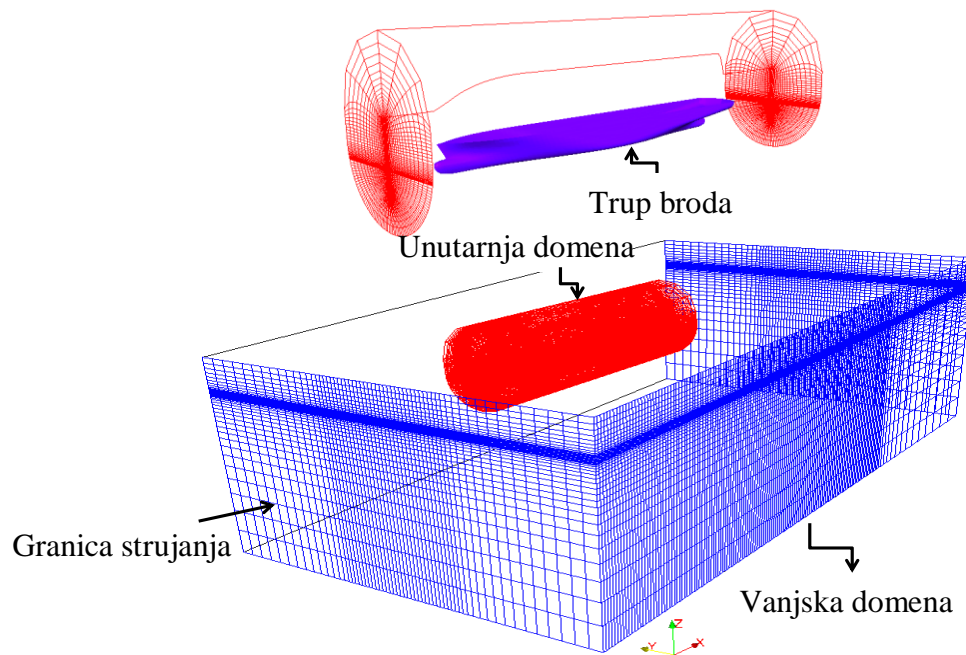 Trup broda
Unutarnja domena
Granica strujanja
Vanjska domena
Z
Y
X